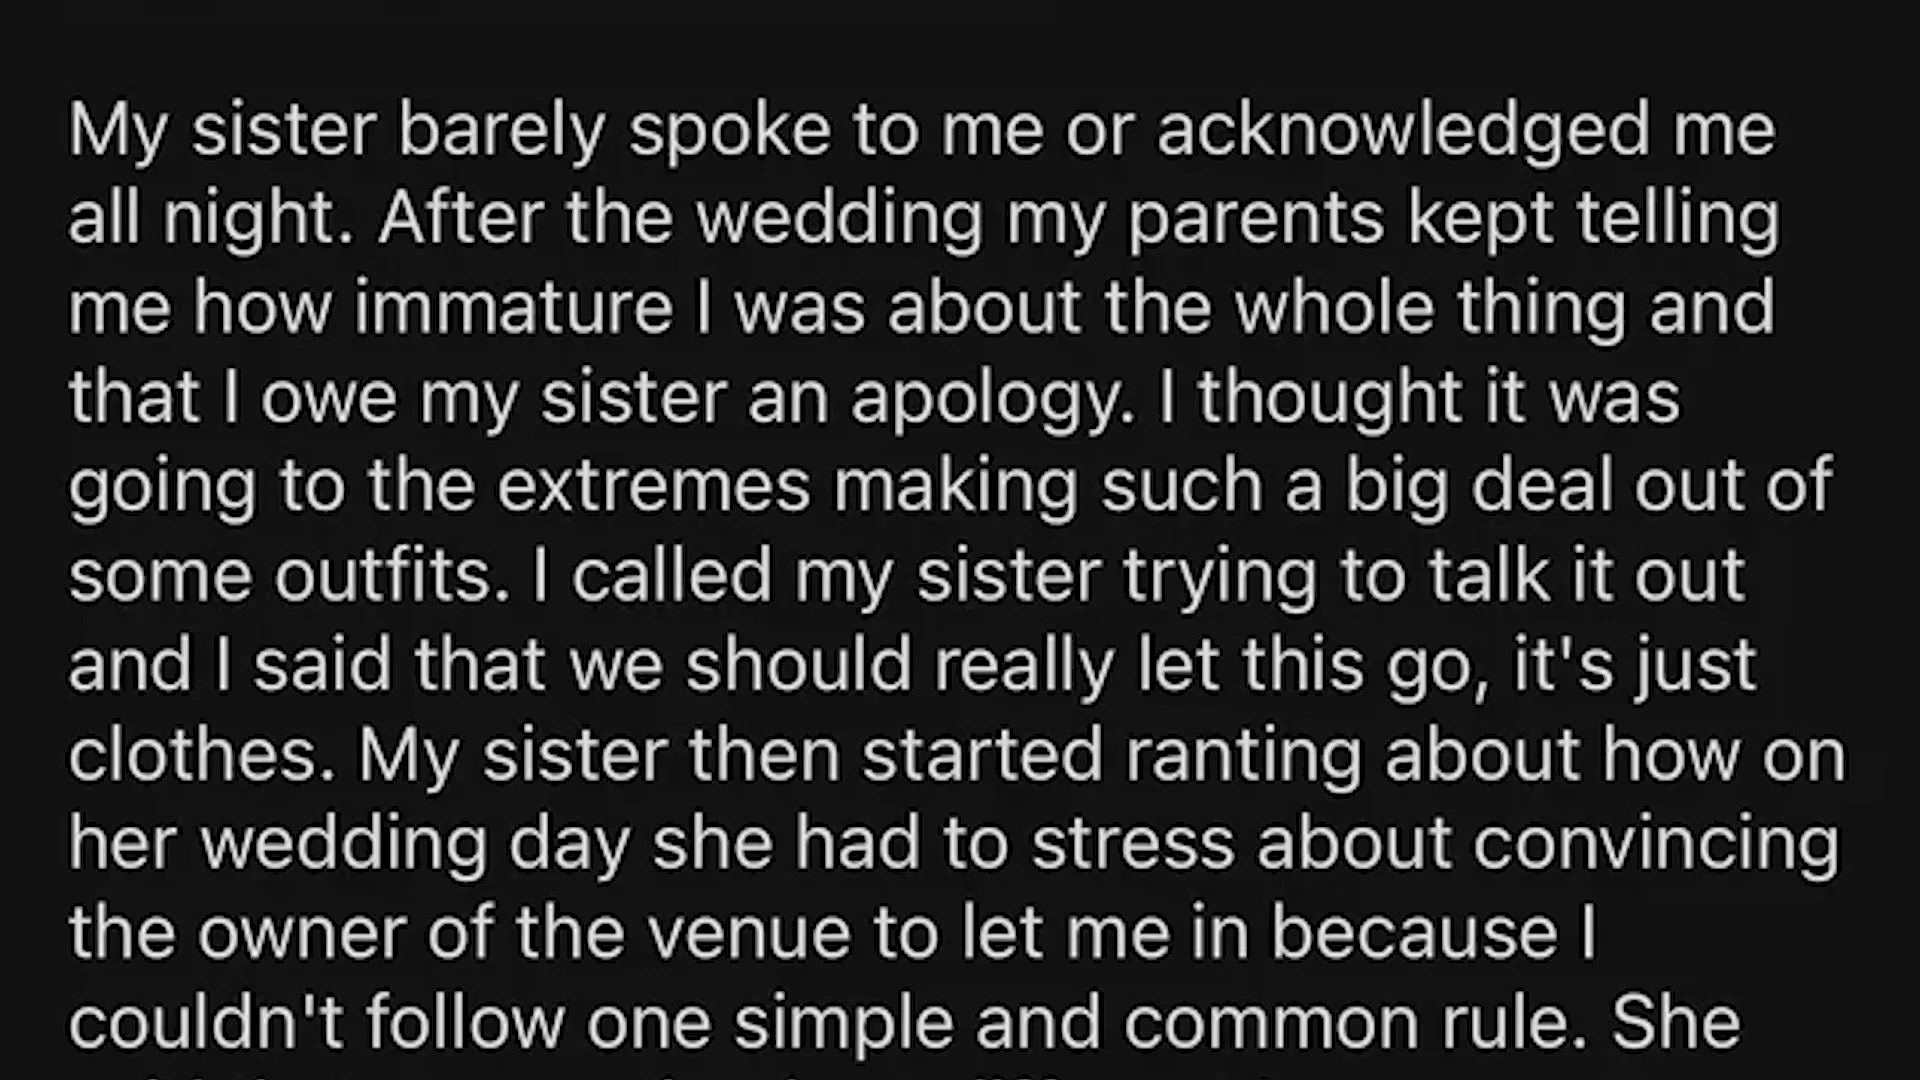 My sister barely spoke to me or acknowledged me
all night. After the wedding my parents kept telling
me how immature I was about the whole thing and
that I owe my sister an apology. I thought it was
going to the extremes making such a big deal out of
some outfits. I called my sister trying to talk it out
and I said that we should really let this go, it's just
clothes. My sister then started ranting about how on
her wedding day she had to stress about convincing
the owner of the venue to let me in because I
couldn't follow one simple and common rule. She